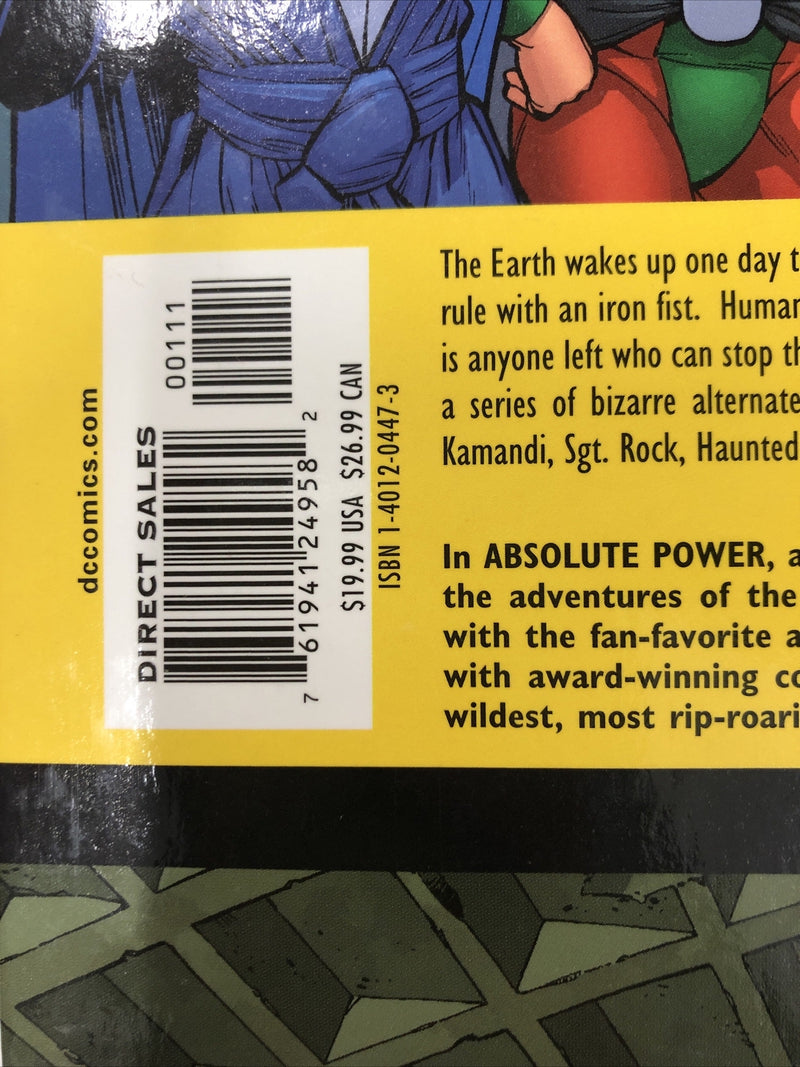 dccomics.com
DIRECT SALES
00111
7 61941 24958 2
$19.99 USA $26.99 CAN
ISBN 1-4012-0447-3
The Earth wakes up one day
rule with an iron fist. Human
is anyone left who can stop
a series of bizarre alternate
Kamandi, Sgt. Rock, Haunted
In ABSOLUTE POWER,
the adventures of the
with the fan-favorite
with award-winning
wildest, most rip-roari